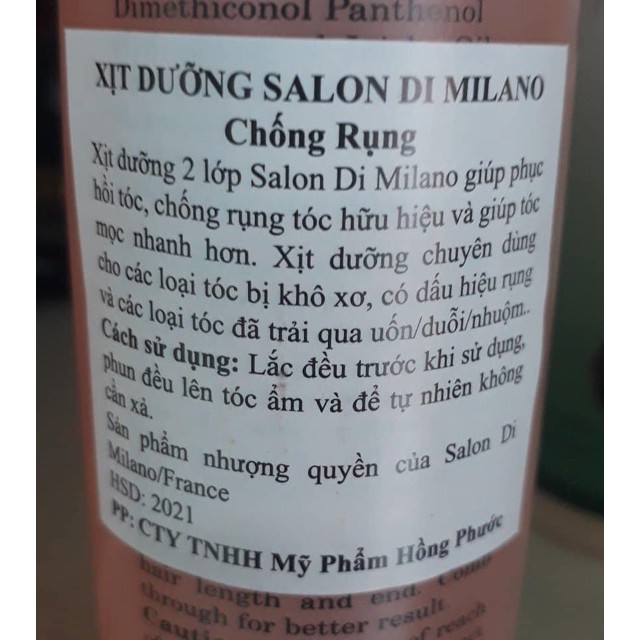 Dimethiconol Panthenol
XỊT DƯỠNG SALON DI MILANO
Chống Rụng
Xịt dưỡng 2 lớp Salon Di Milano giúp phục
hồi tóc, chống rụng tóc hữu hiệu và giúp tóc
mọc nhanh hơn. Xịt dưỡng chuyên dùng
cho các loại tóc bị khô xơ, có dấu hiệu rụng
và các loại tóc đã trải qua uốn/duỗi/nhuộm..
Cách sử dụng: Lắc đều trước khi sử dụng,
phun đều lên tóc ẩm và để tự nhiên không
cần xả.
Sản phẩm nhượng quyền của Salon Di
Milano/France
HSD: 2021
PP: CTY TNHH Mỹ Phẩm Hồng Phước
hair length and end. Come
through for better result.
of reach